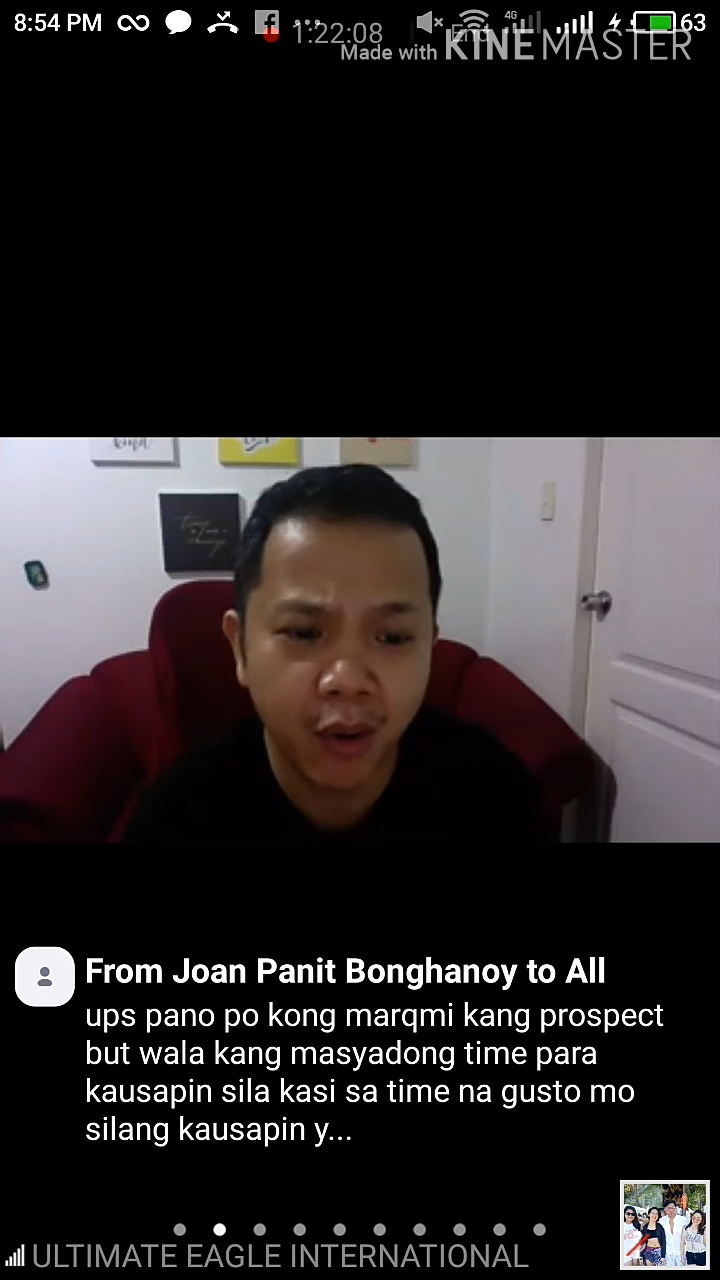 8:54 PM
4G
63
1:22:08
End
Made with KINEMASTER
From Joan Panit Bonghanoy to All
ups pano po kong marqmi kang prospect
but wala kang masyadong time para
kausapin sila kasi sa time na gusto mo
silang kausapin y...
ULTIMATE EAGLE INTERNATIONAL